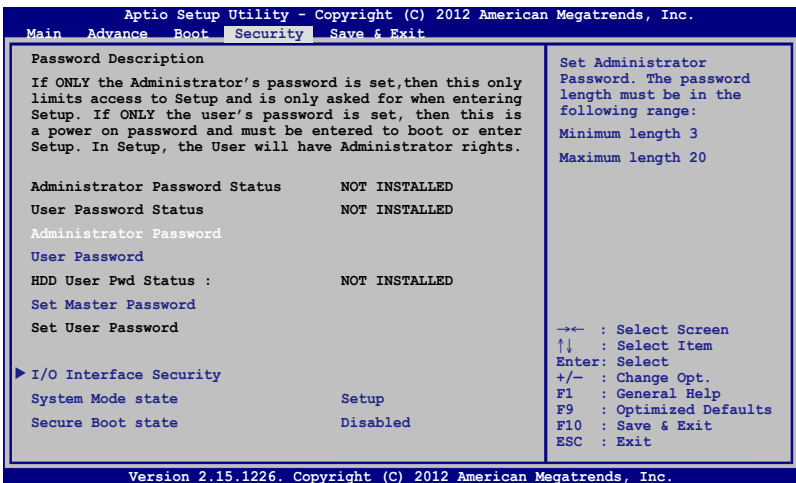 Aptio Setup Utility - Copyright (C) 2012 American Megatrends, Inc.
Main Advance Boot Security Save & Exit
Password Description
If ONLY the Administrator's password is set,then this only
limits access to Setup and is only asked for when entering
Setup. If ONLY the user's password is set, then this is
a power on password and must be entered to boot or enter
Setup. In Setup, the User will have Administrator rights.
Administrator Password Status NOT INSTALLED
User Password Status NOT INSTALLED
Administrator Password
User Password
HDD User Pwd Status : NOT INSTALLED
Set Master Password
Set User Password
I/O Interface Security
System Mode state Setup
Secure Boot state Disabled
Set Administrator
Password. The password
length must be in the
following range:
Minimum length 3
Maximum length 20
→← : Select Screen
↑↓ : Select Item
Enter: Select
+/— : Change Opt.
F1 : General Help
F9 : Optimized Defaults
F10 : Save & Exit
ESC : Exit
Version 2.15.1226. Copyright (C) 2012 American Megatrends, Inc.